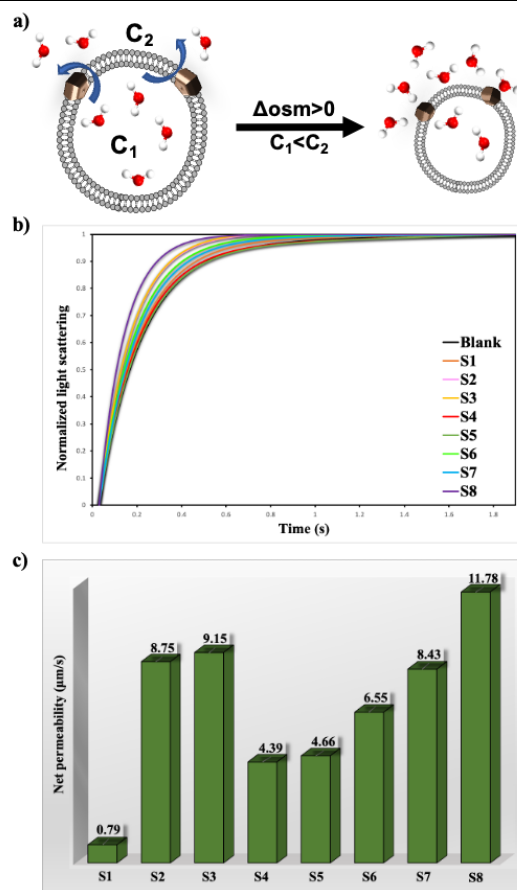 a)
C2
C1
Δosm>0
C1<C2
b)
Normalized light scattering
1
0.9
0.8
0.7
0.6
0.5
0.4
0.3
0.2
0.1
0
0 0.2 0.4 0.6 0.8 1 1.2 1.4 1.6 1.8
Time (s)
Blank
S1
S2
S3
S4
S5
S6
S7
S8
c)
Net permeability (μm/s)
0.79 8.75 9.15 4.39 4.66 6.55 8.43 11.78
S1 S2 S3 S4 S5 S6 S7 S8